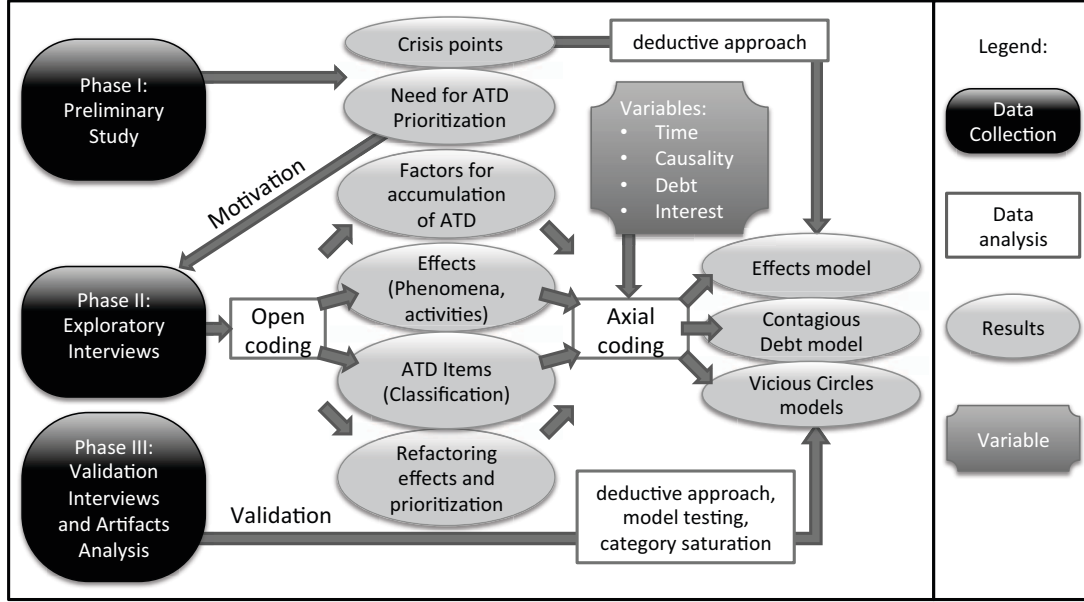 Phase I:
Preliminary
Study
Crisis points
deductive approach
Need for ATD
Prioritization
Motivation
Variables:
• Time
• Causality
• Debt
• Interest
Factors for
accumulation
of ATD
Phase II:
Exploratory
Interviews
Open
coding
Effects
(Phenomena,
activities)
ATD Items
(Classification)
Refactoring
effects and
prioritization
Axial
coding
Effects model
Contagious
Debt model
Vicious Circles
models
Phase III:
Validation
Interviews
and Artifacts
Analysis
Validation
deductive approach,
model testing,
category saturation
Legend:
Data
Collection
Data
analysis
Results
Variable